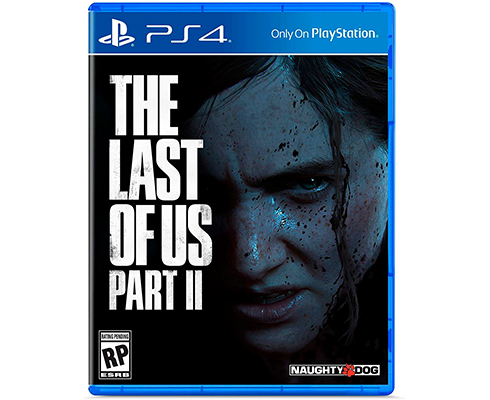 PS4
Only On PlayStation®
THE
LAST
OF US
PART II
RATING PENDING
RP
ESRB
NAUGHTY DOG